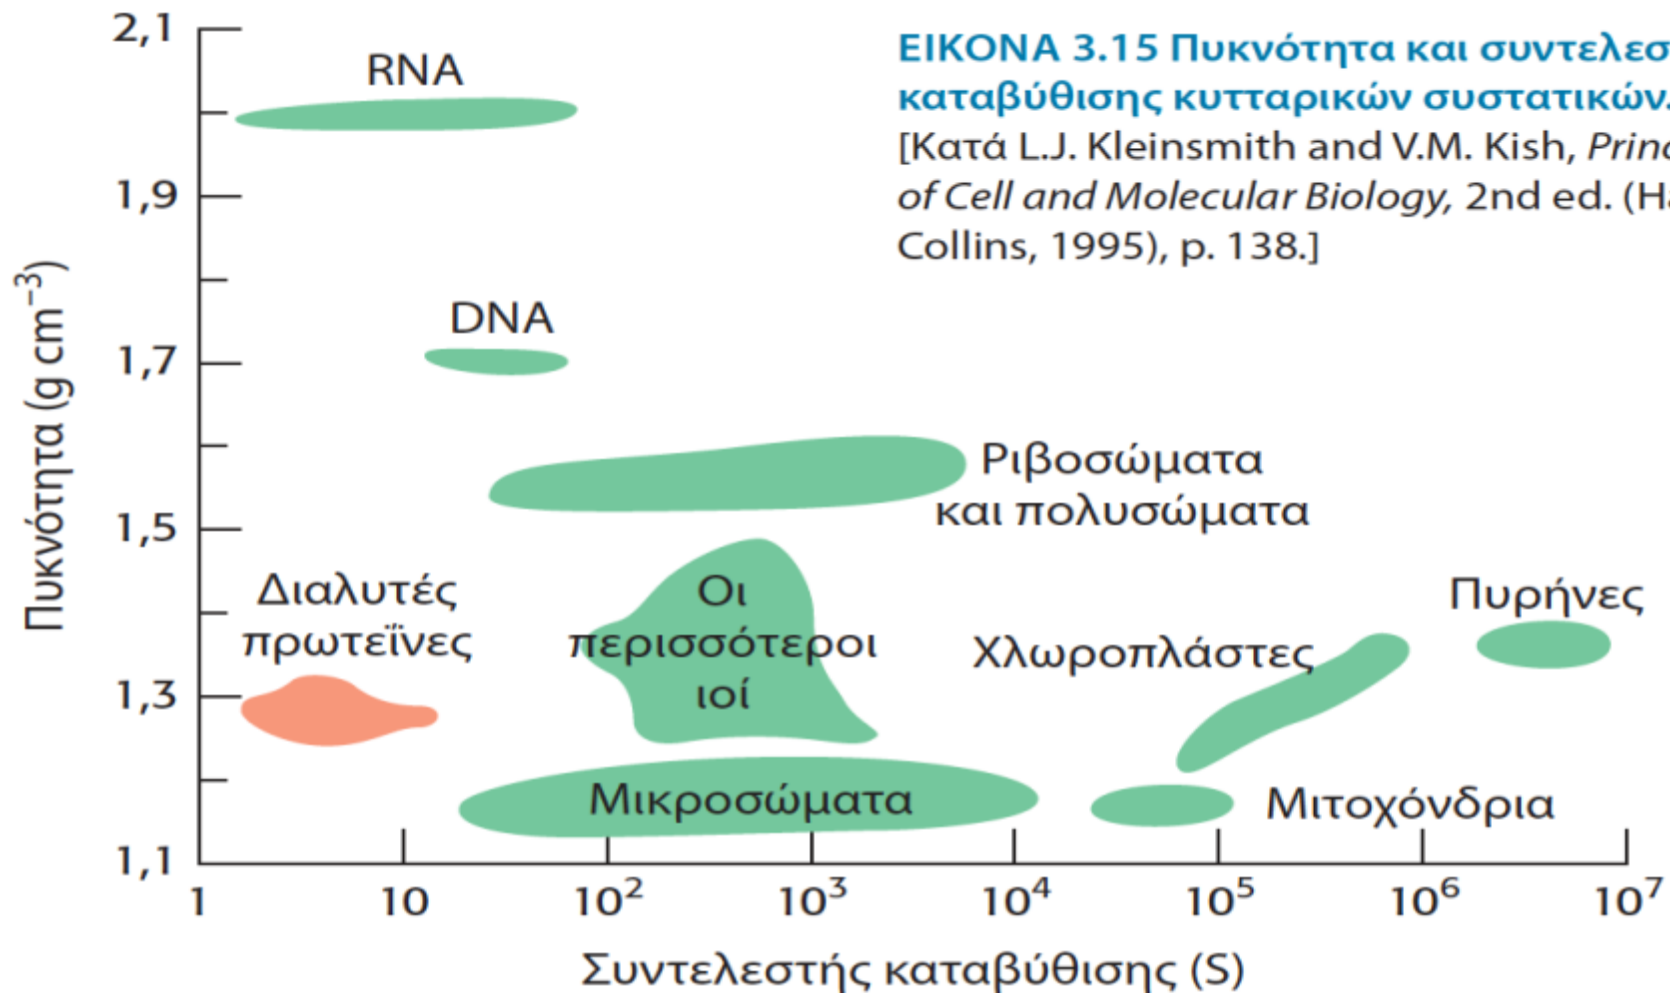 ΕΙΚΟΝΑ 3.15 Πυκνότητα και συντελεσ
καταβύθισης κυτταρικών συστατικών.
[Κατά L.J. Kleinsmith and V.M. Kish, Princ
of Cell and Molecular Biology, 2nd ed. (Ha
Collins, 1995), p. 138.]
Πυκνότητα (g cm⁻³)
2,1
1,9
1,7
1,5
1,3
1,1
RNA
DNA
Ριβοσώματα
και πολυσώματα
Διαλυτές
πρωτεΐνες
Οι
περισσότεροι
ιοί
Χλωροπλάστες
Πυρήνες
Μικροσώματα
Μιτοχόνδρια
1 10 10² 10³ 10⁴ 10⁵ 10⁶ 10⁷
Συντελεστής καταβύθισης (S)